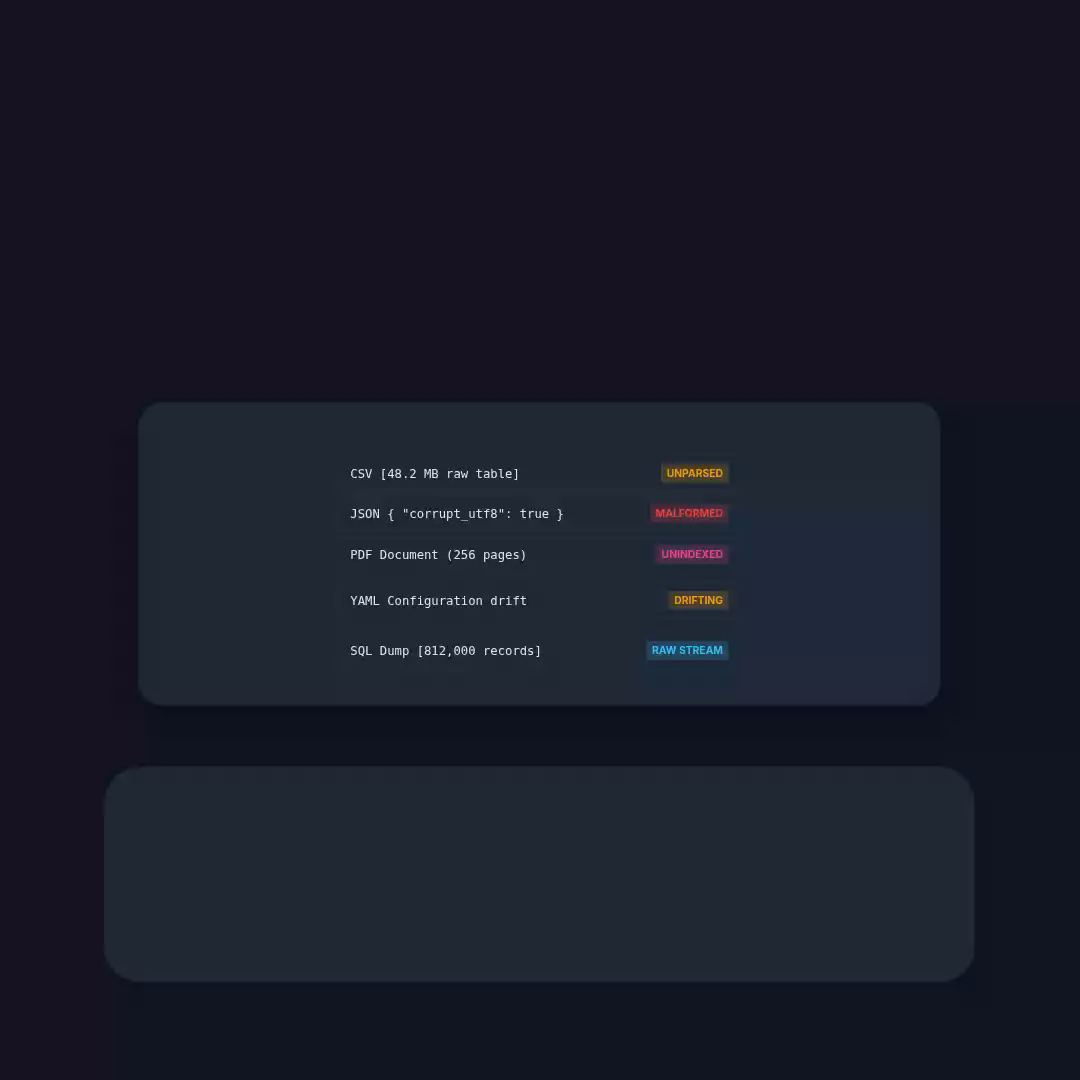 CSV [48.2 MB raw table] UNPARSED
JSON { "corrupt_utf8": true } MALFORMED
PDF Document (256 pages) UNINDEXED
YAML Configuration drift DRIFTING
SQL Dump [812,000 records] RAW STREAM